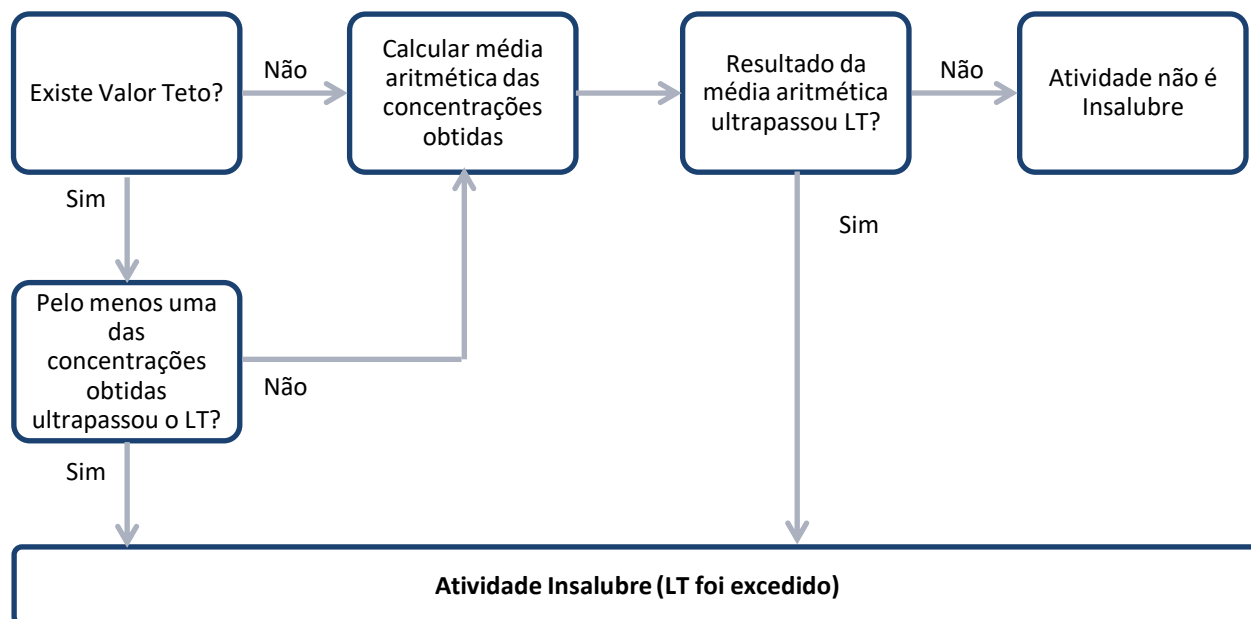 Existe Valor Teto?
Não
Calcular média
aritmética das
concentrações
obtidas
Resultado da
média aritmética
ultrapassou LT?
Não
Atividade não é
Insalubre
Sim
Sim
Pelo menos uma
das
concentrações
obtidas
ultrapassou o LT?
Não
Sim
Atividade Insalubre (LT foi excedido)